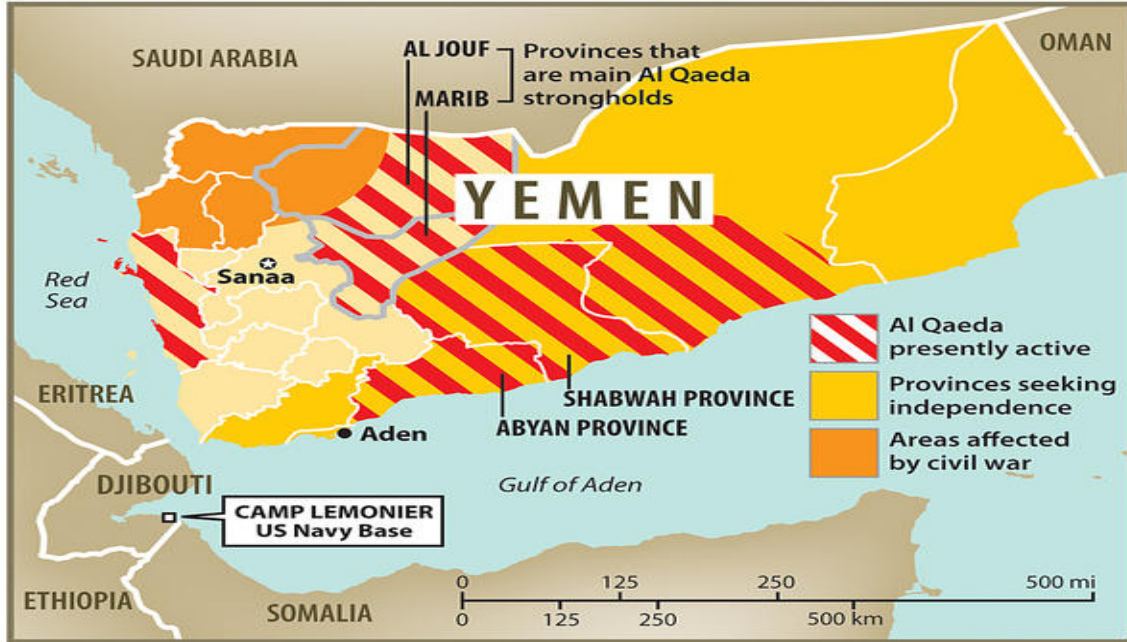 SAUDI ARABIA
AL JOUF
MARIB
Provinces that
are main Al Qaeda
strongholds
OMAN
YEMEN
Sanaa
Red
Sea
ERITREA
SHABWAH PROVINCE
ABYAN PROVINCE
Aden
Gulf of Aden
DJIBOUTI
CAMP LEMONIER
US Navy Base
ETHIOPIA
SOMALIA
Al Qaeda
presently active
Provinces seeking
independence
Areas affected
by civil war
0 125 250 500 mi
0 125 250 500 km